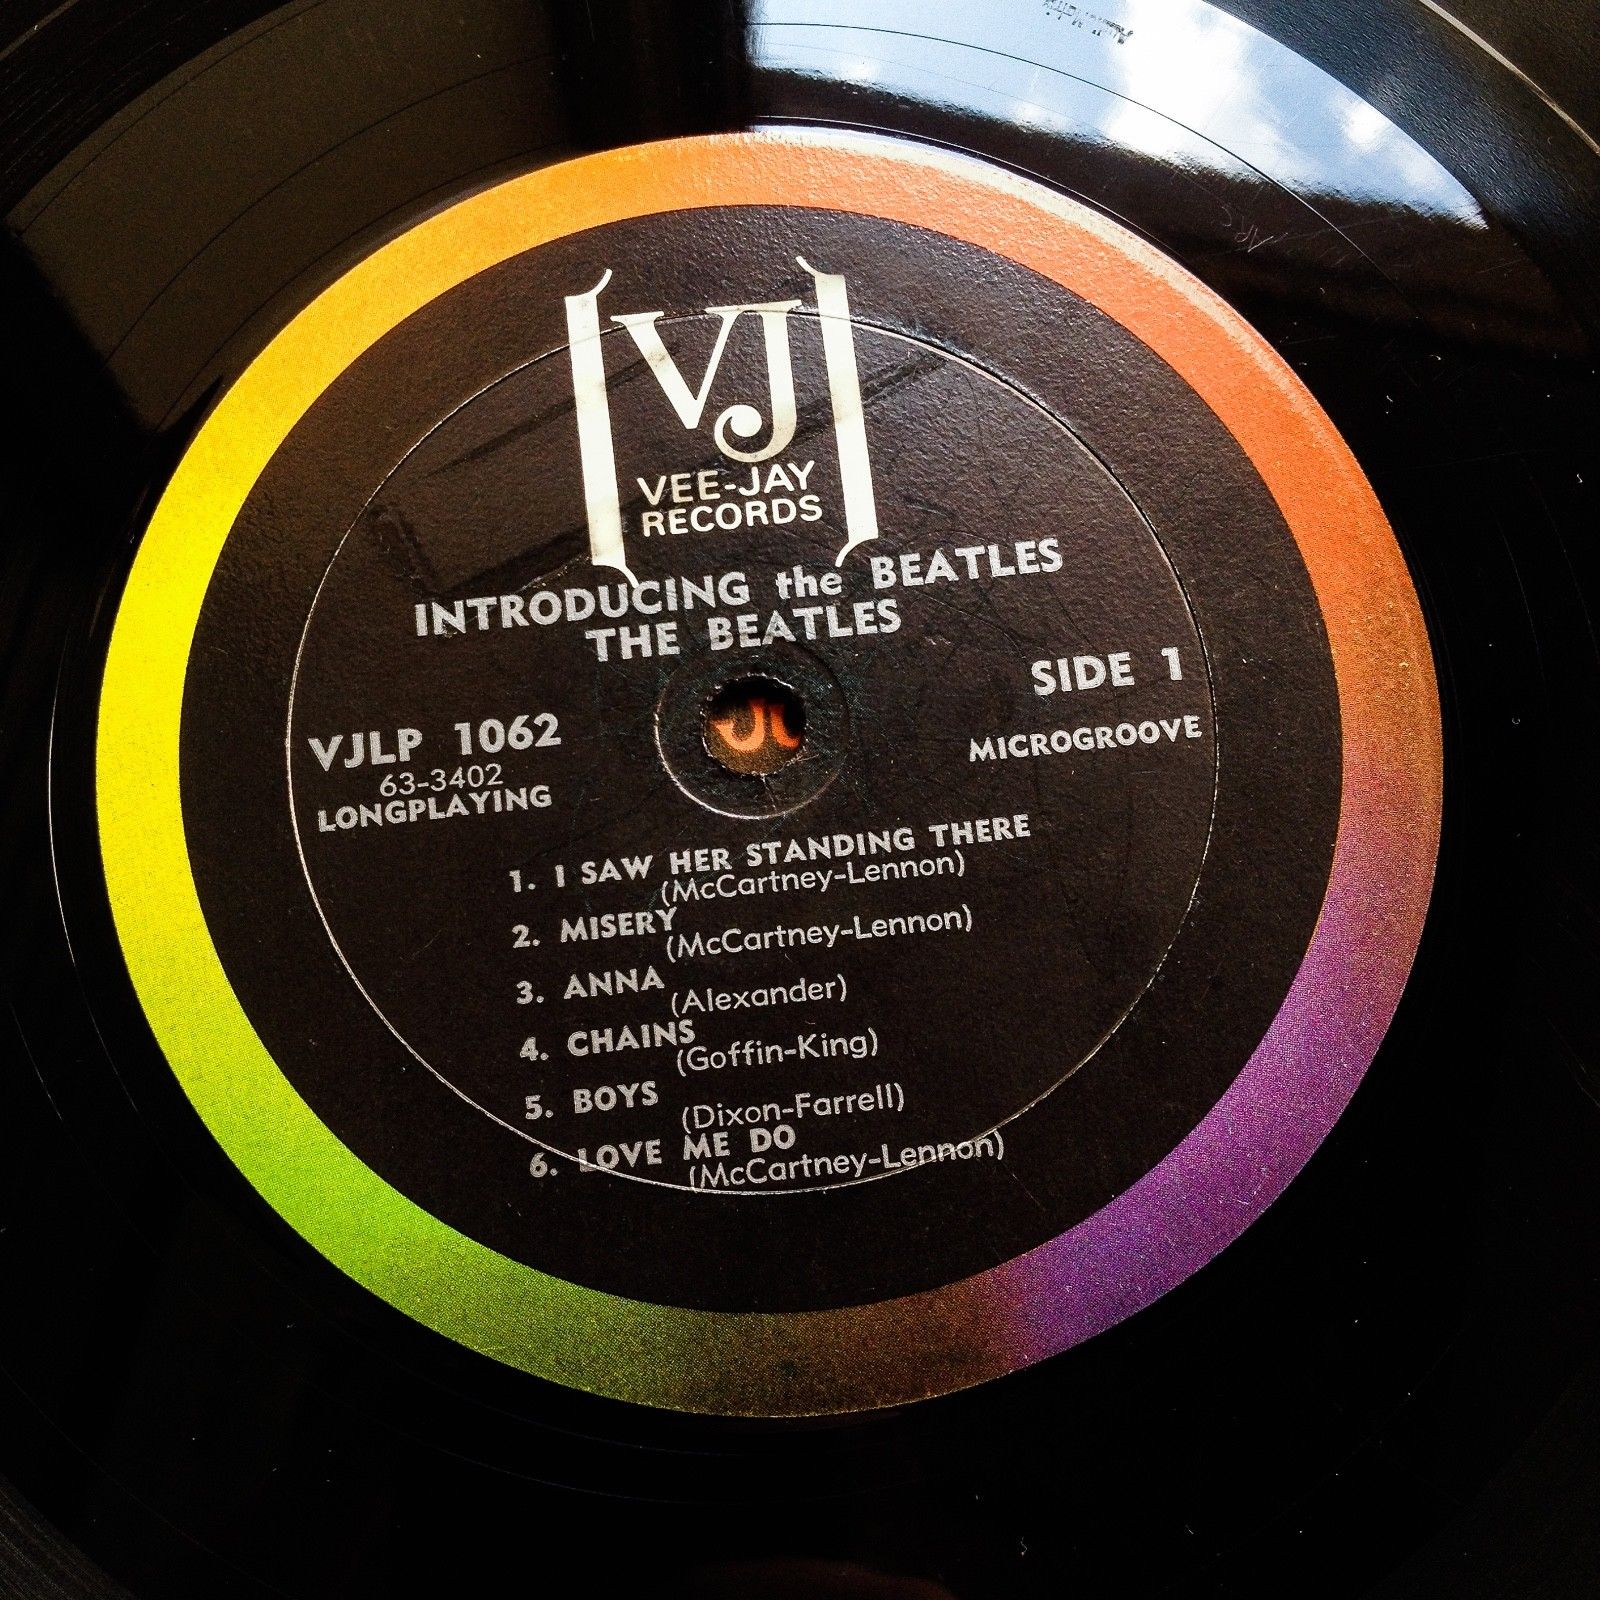 VJ
VEE-JAY
RECORDS
INTRODUCING the BEATLES
THE BEATLES
SIDE 1
VJLP 1062
MICROGROOVE
63-3402
LONGPLAYING
1. I SAW HER STANDING THERE
(McCartney-Lennon)
2. MISERY
(McCartney-Lennon)
3. ANNA
(Alexander)
4. CHAINS
(Goffin-King)
5. BOYS
(Dixon-Farrell)
6. LOVE ME DO
(McCartney-Lennon)